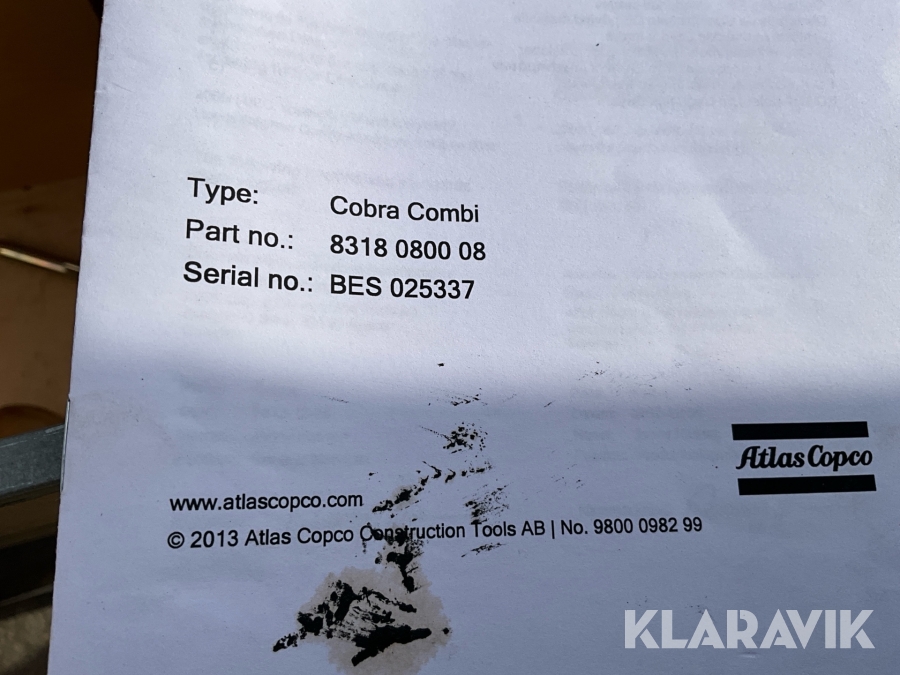 Type: Cobra Combi
Part no.: 8318 0800 08
Serial no.: BES 025337
Atlas Copco
www.atlascopco.com
© 2013 Atlas Copco Construction Tools AB | No. 9800 0982 99
KLARAVIK